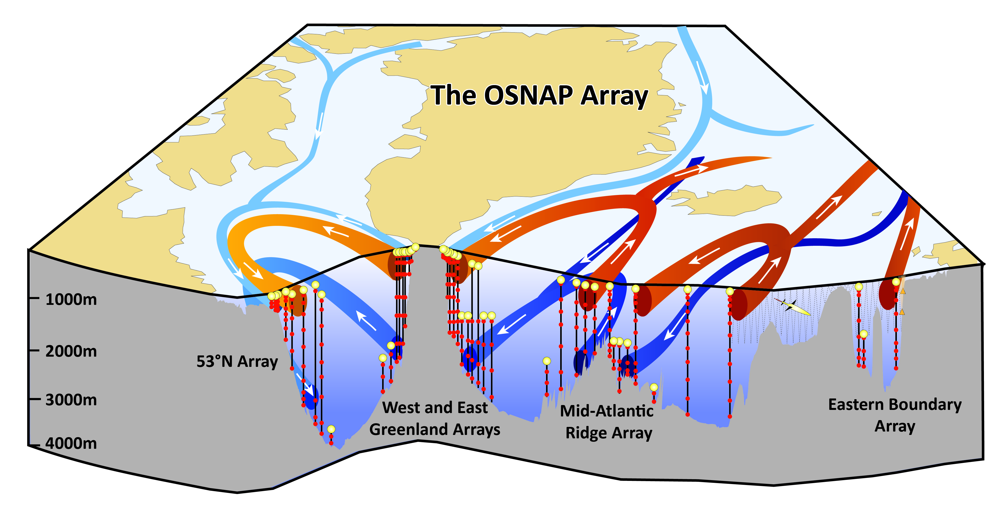 The OSNAP Array
1000m
2000m
3000m
4000m
53°N Array
West and East
Greenland Arrays
Mid-Atlantic
Ridge Array
Eastern Boundary
Array